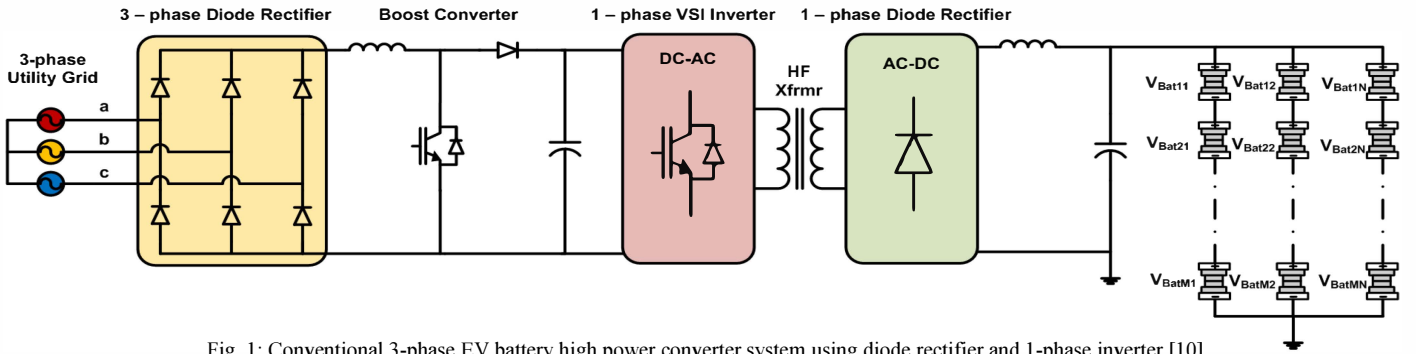 3 – phase Diode Rectifier
Boost Converter
1 – phase VSI Inverter
1 – phase Diode Rectifier
3-phase
Utility Grid
a
b
c
DC-AC
HF
Xfrmr
AC-DC
VBat11
VBat12
VBat1N
VBat21
VBat22
VBat2N
VBatM1
VBatM2
VBatMN
Fig. 1: Conventional 3-phase EV battery high power converter system using diode rectifier and 1-phase inverter [10]